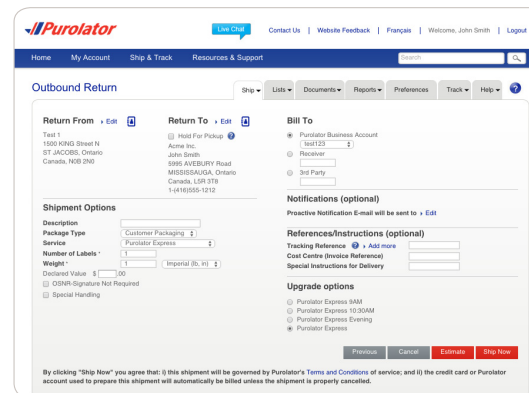 Purolator
Live Chat
Contact Us | Website Feedback | Français | Welcome, John Smith | Logout
Home My Account Ship & Track Resources & Support Search
Outbound Return
Ship Lists Documents Reports Preferences Track Help ?
Return From Edit
Test 1
1500 KING Street N
ST JACOBS, Ontario
Canada, N0B 2N0
Return To Edit
Hold For Pickup ?
Acme Inc.
John Smith
5995 AVEBURY Road
MISSISSAUGA, Ontario
Canada, L5R 3T8
1-(416)555-1212
Bill To
Purolator Business Account
test123
Receiver
3rd Party
Shipment Options
Description
Package Type Customer Packaging
Service Purolator Express
Number of Labels * 1
Weight * 1 Imperial (lb, in)
Declared Value $ .00
OSNR-Signature Not Required
Special Handling
Notifications (optional)
Proactive Notification E-mail will be sent to Edit
References/Instructions (optional)
Tracking Reference ? Add more
Cost Centre (Invoice Reference)
Special Instructions for Delivery
Upgrade options
Purolator Express 9AM
Purolator Express 10:30AM
Purolator Express Evening
Purolator Express
Previous Cancel Estimate Ship Now
By clicking "Ship Now" you agree that: i) this shipment will be governed by Purolator's Terms and Conditions of service; and ii) the credit card or Purolator
account used to prepare this shipment will automatically be billed unless the shipment is properly cancelled.